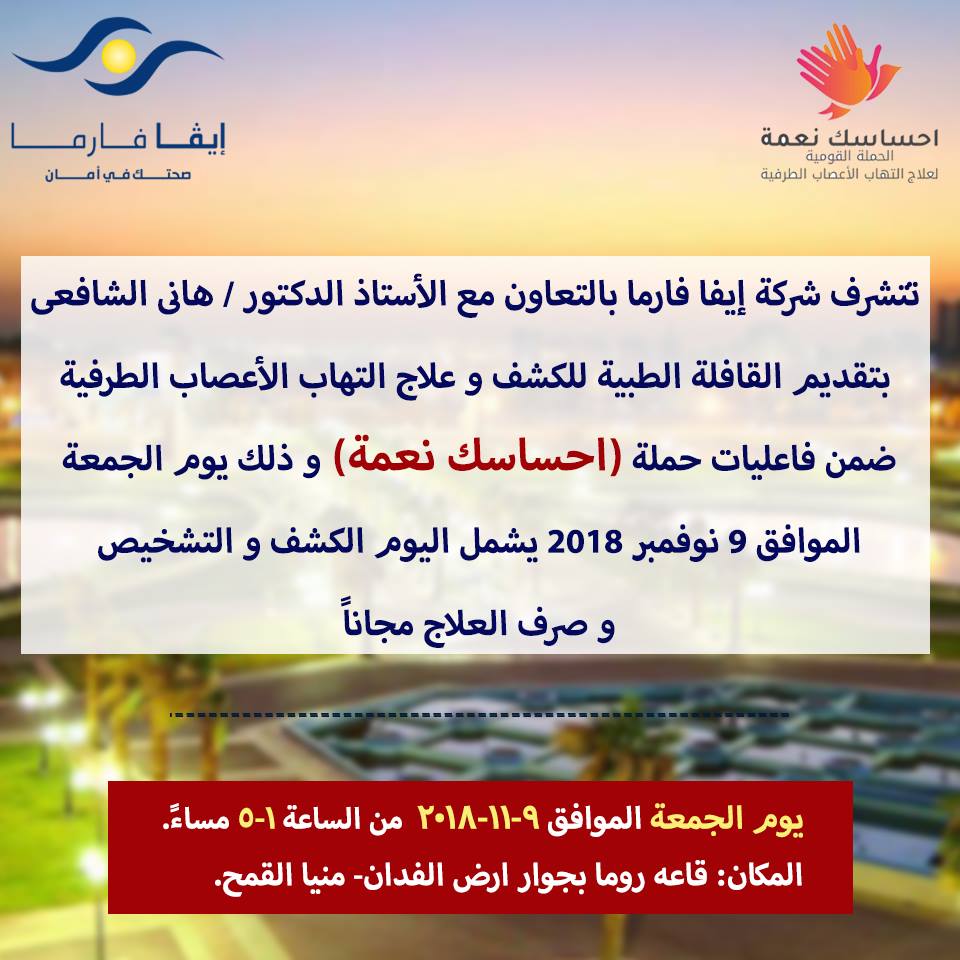 إيڤا فارما
صحتك في أمان
احساسك نعمة
الحملة القومية
لعلاج التهاب الأعصاب الطرفية
تتشرف شركة إيفا فارما بالتعاون مع الأستاذ الدكتور / هانى الشافعى
بتقديم القافلة الطبية للكشف و علاج التهاب الأعصاب الطرفية
ضمن فاعليات حملة (احساسك نعمة) و ذلك يوم الجمعة
الموافق 9 نوفمبر 2018 يشمل اليوم الكشف و التشخيص
و صرف العلاج مجاناً
يوم الجمعة الموافق ٩-١١-٢٠١٨ من الساعة ١-٥ مساءً.
المكان: قاعه روما بجوار ارض الفدان- منيا القمح.